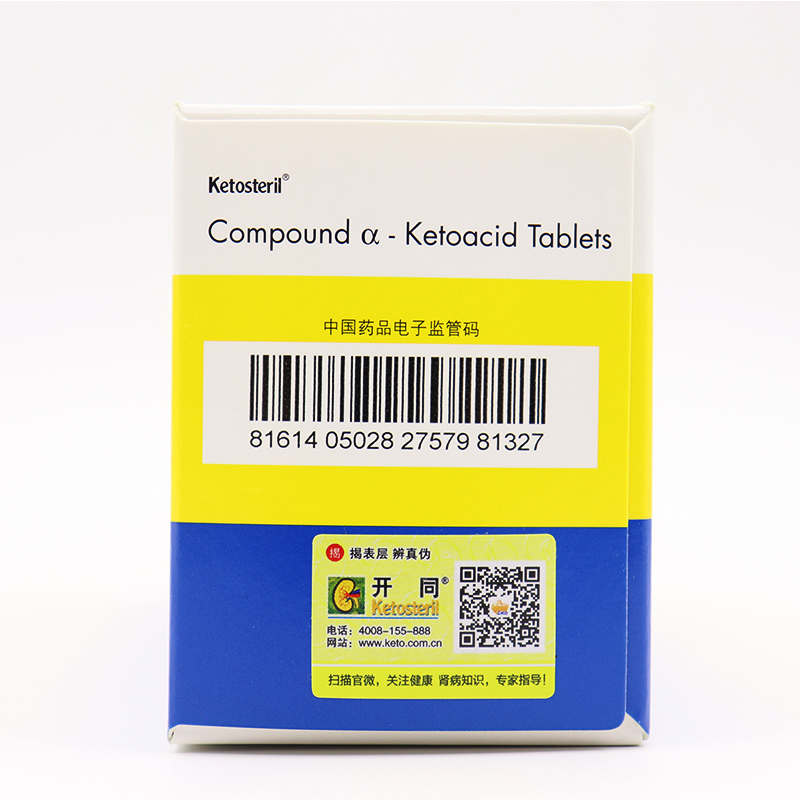 Ketosteril®
Compound α - Ketoacid Tablets
中国药品电子监管码
81614 05028 27579 81327
揭 揭表层 辨真伪
开 同®
Ketosteril
电话：4008-155-888
网站：www.keto.com.cn
扫描官微，关注健康 肾病知识，专家指导！